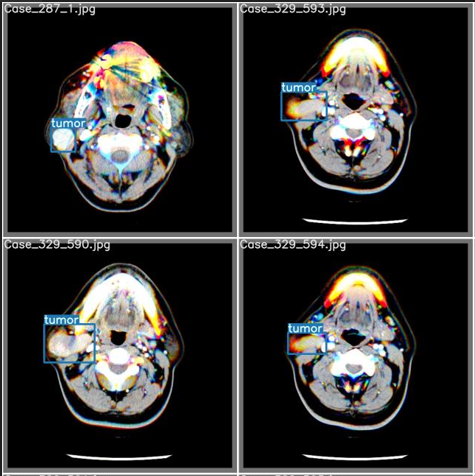 Case_287_1.jpg
tumor
Case_329_593.jpg
tumor
Case_329_590.jpg
tumor
Case_329_594.jpg
tumor